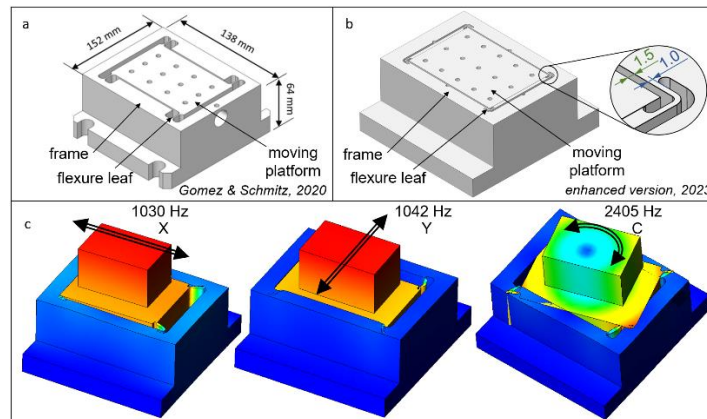 a
152 mm
138 mm
64 mm
frame
flexure leaf
moving
platform
Gomez & Schmitz, 2020
b
1.5
1.0
frame
flexure leaf
moving
platform
enhanced version, 2023
c
1030 Hz
X
1042 Hz
Y
2405 Hz
C